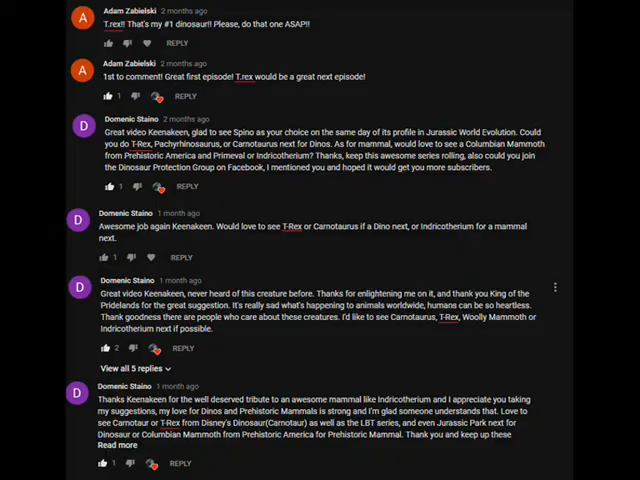 Adam Zabielski 2 months ago
T.rex!! That's my #1 dinosaur!! Please, do that one ASAP!!
REPLY
Adam Zabielski 2 months ago
1st to comment! Great first episode! T.rex would be a great next episode!
1 REPLY
Domenic Staino 2 months ago
Great video Keenakeen, glad to see Spino as your choice on the same day of its profile in Jurassic World Evolution. Could
you do T-Rex, Pachyrhinosaurus, or Carnotaurus next for Dinos. As for mammal, would love to see a Columbian Mammoth
from Prehistoric America and Primeval or Indricotherium? Thanks, keep this awesome series rolling, also could you join
the Dinosaur Protection Group on Facebook, I mentioned you and hoped it would get you more subscribers.
1 REPLY
Domenic Staino 1 month ago
Awesome job again Keenakeen. Would love to see T-Rex or Carnotaurus if a Dino next, or Indricotherium for a mammal
next.
1 REPLY
Domenic Staino 1 month ago
Great video Keenakeen, never heard of this creature before. Thanks for enlightening me on it, and thank you King of the
Pridelands for the great suggestion. It's really sad what's happening to animals worldwide, humans can be so heartless.
Thank goodness there are people who care about these creatures. I'd like to see Carnotaurus, T-Rex, Woolly Mammoth or
Indricotherium next if possible.
2 REPLY
View all 5 replies
Domenic Staino 1 month ago
Thanks Keenakeen for the well deserved tribute to an awesome mammal like Indricotherium and I appreciate you taking
my suggestions, my love for Dinos and Prehistoric Mammals is strong and I'm glad someone understands that. Love to
see Carnotaur or T-Rex from Disney's Dinosaur(Carnotaur) as well as the LBT series, and even Jurassic Park next for
Dinosaur or Columbian Mammoth from Prehistoric America for Prehistoric Mammal. Thank you and keep up these
Read more
1 REPLY
A
A
D
D
D
D